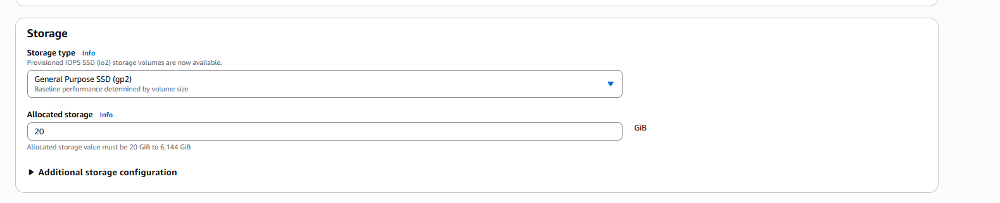 Storage
Storage type Info
Provisioned IOPS SSD (io2) storage volumes are now available.
General Purpose SSD (gp2)
Baseline performance determined by volume size
Allocated storage Info
20
GiB
Allocated storage value must be 20 GiB to 6,144 GiB
Additional storage configuration